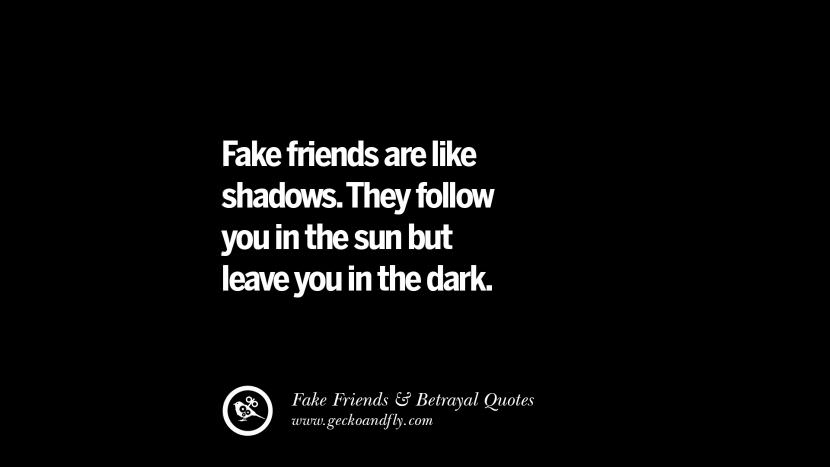 Fake friends are like
shadows. They follow
you in the sun but
leave you in the dark.
Fake Friends & Betrayal Quotes
www.geckoandfly.com